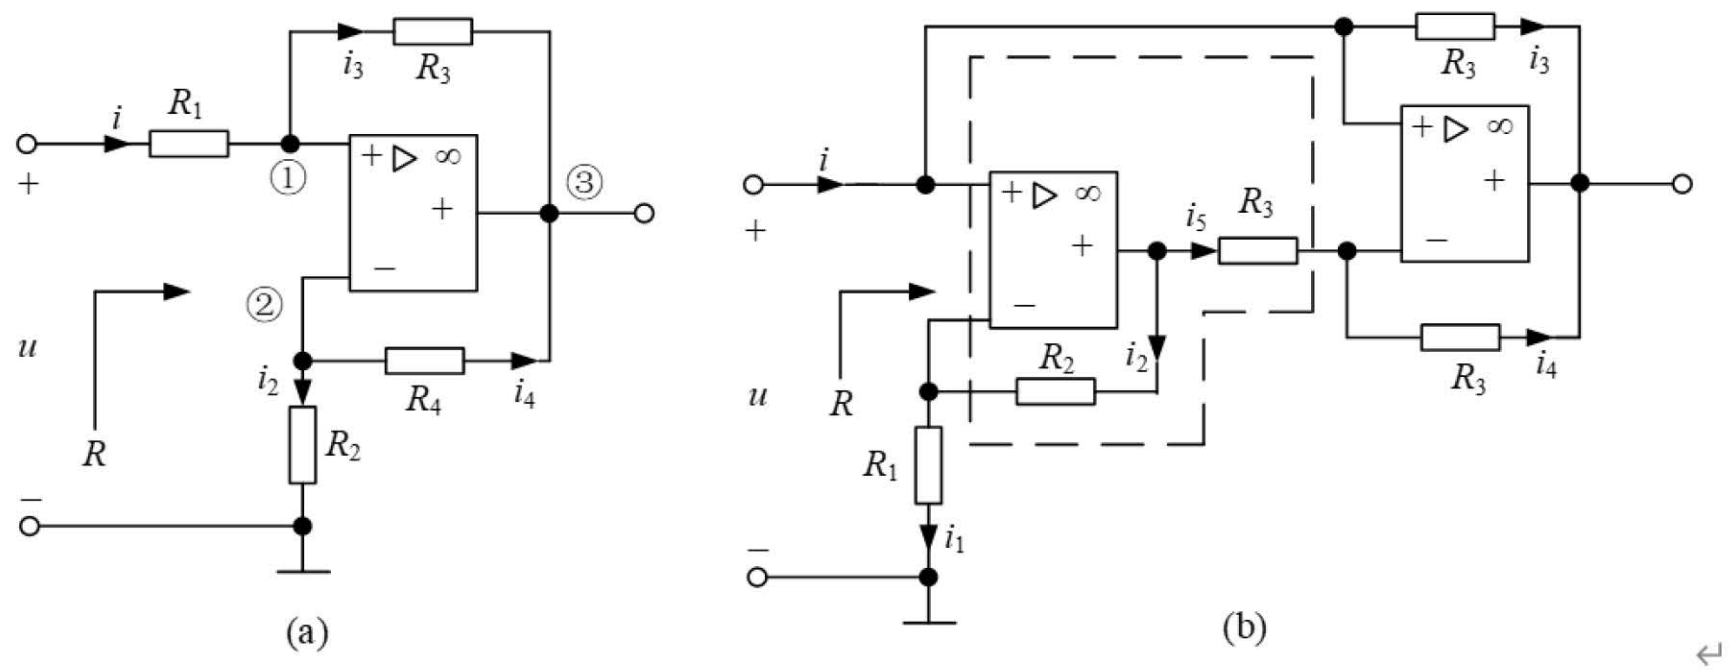 i₃
R₃
i
R₁
+
①
+ ▷ ∞
+
−
③
②
u
R
i₂
R₄
i₄
R₂
−
(a)
R₃
i₃
+ ▷ ∞
+
−
i
+
+ ▷ ∞
+
−
i₅
R₃
R₂
i₂
R₃
i₄
u
R
R₁
i₁
−
(b)
↵